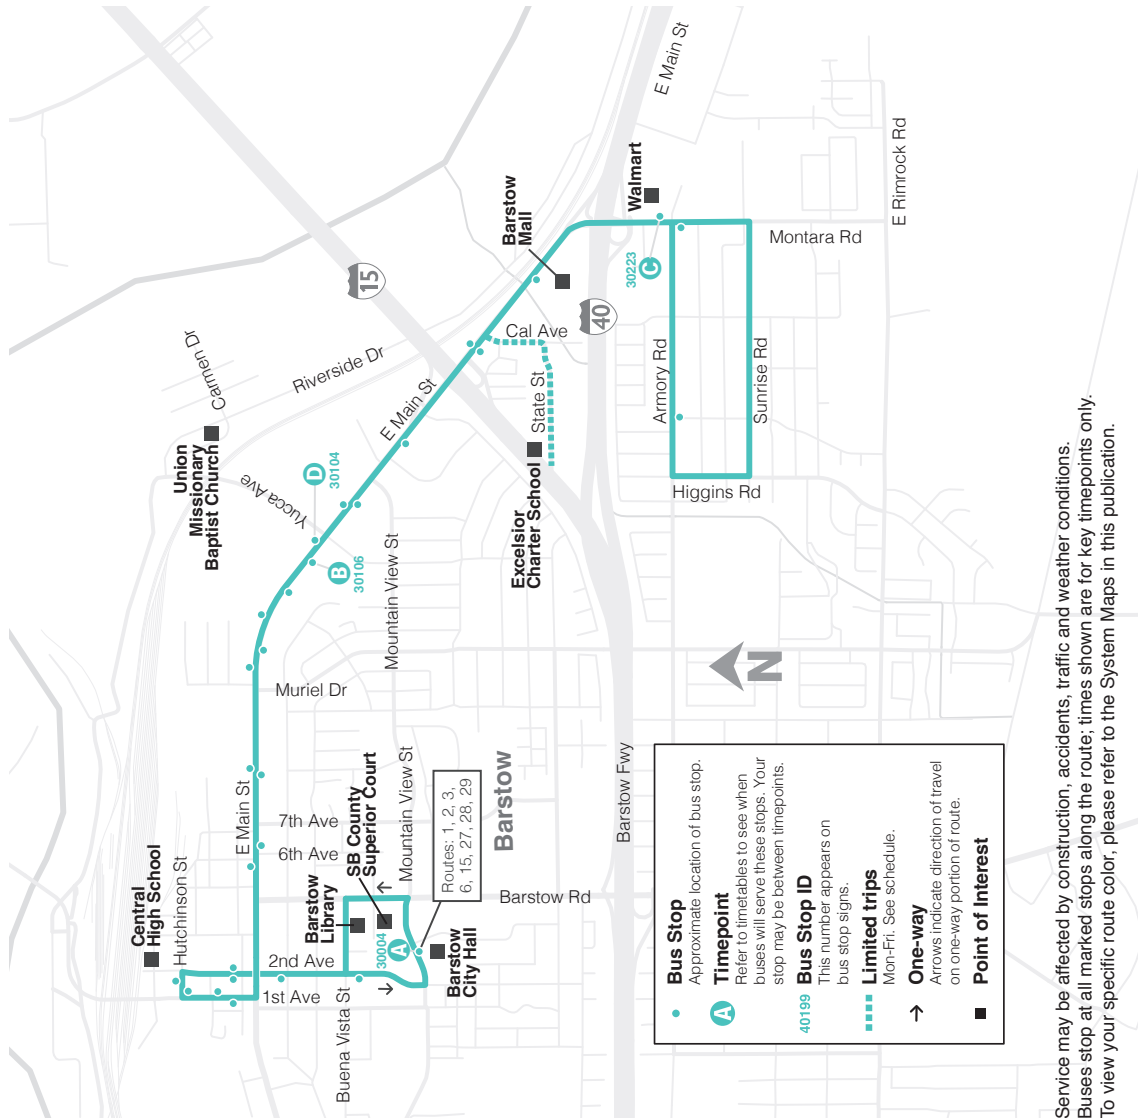 Central
High School
Hutchinson St
E Main St
2nd Ave
1st Ave
6th Ave
7th Ave
Barstow
Library
SB County
Superior Court
30004
A
Barstow
City Hall
Buena Vista St
Mountain View St
Routes: 1, 2, 3,
6, 15, 27, 28, 29
Barstow
Barstow Rd
Muriel Dr
Mountain View St
Union
Missionary
Baptist Church
Yucca Ave
Carmen Dr
Riverside Dr
B
30106
D
30104
E Main St
15
Excelsior
Charter School
State St
Cal Ave
Barstow
Mall
40
Barstow Fwy
Walmart
30223
C
E Main St
Armory Rd
Sunrise Rd
Higgins Rd
Montara Rd
E Rimrock Rd
N
Bus Stop
Approximate location of bus stop.
A
Timepoint
Refer to timetables to see when
buses will serve these stops. Your
stop may be between timepoints.
40199
Bus Stop ID
This number appears on
bus stop signs.
Limited trips
Mon-Fri. See schedule.
One-way
Arrows indicate direction of travel
on one-way portion of route.
Point of Interest
Service may be affected by construction, accidents, traffic and weather conditions.
Buses stop at all marked stops along the route; times shown are for key timepoints only.
To view your specific route color, please refer to the System Maps in this publication.